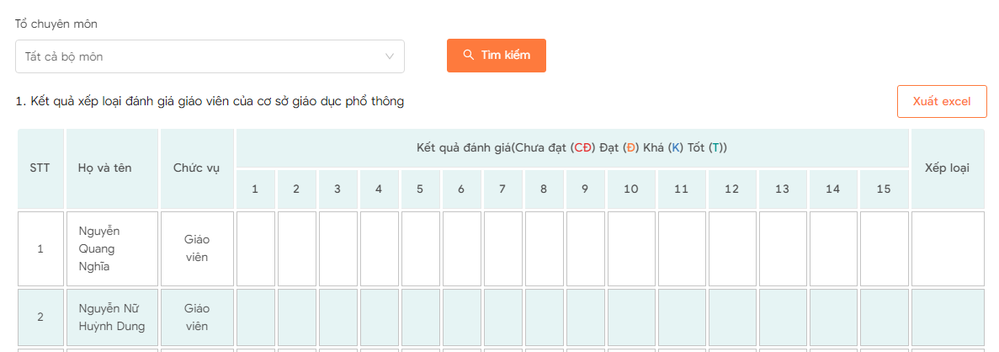 Tổ chuyên môn
Tất cả bộ môn
Tìm kiếm
1. Kết quả xếp loại đánh giá giáo viên của cơ sở giáo dục phổ thông
Xuất excel
Kết quả đánh giá(Chưa đạt (CĐ) Đạt (Đ) Khá (K) Tốt (T))
STT Họ và tên Chức vụ Xếp loại
1 2 3 4 5 6 7 8 9 10 11 12 13 14 15
Nguyễn
Quang
Nghĩa
1
Giáo
viên
2
Nguyễn Nữ
Huỳnh Dung
Giáo
viên